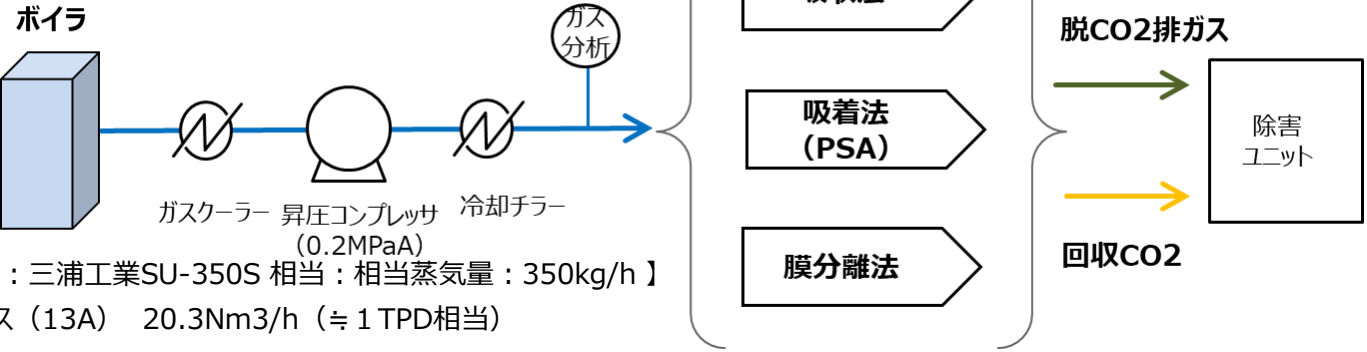 ボイラ
ガス
分析
脱CO2排ガス
吸着法
（PSA）
除害
ユニット
ガスクーラー
昇圧コンプレッサ
（0.2MPaA）
冷却チラー
膜分離法
回収CO2
：三浦工業SU-350S 相当：相当蒸気量：350kg/h 】
ス（13A） 20.3Nm3/h（≒１TPD相当）